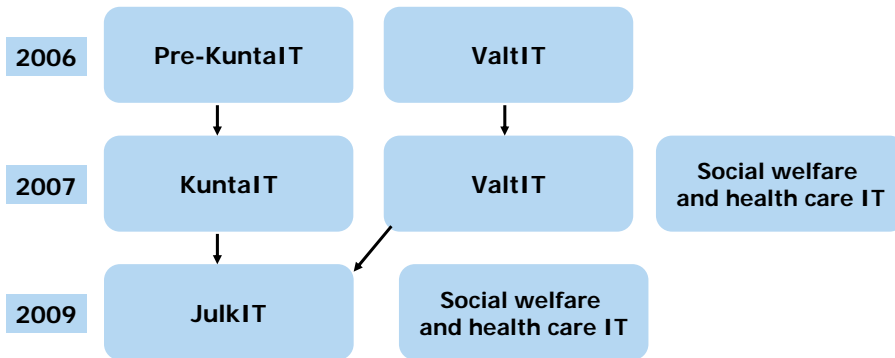 2006
Pre-KuntaIT
ValtIT
2007
KuntaIT
ValtIT
Social welfare
and health care IT
2009
JulkIT
Social welfare
and health care IT